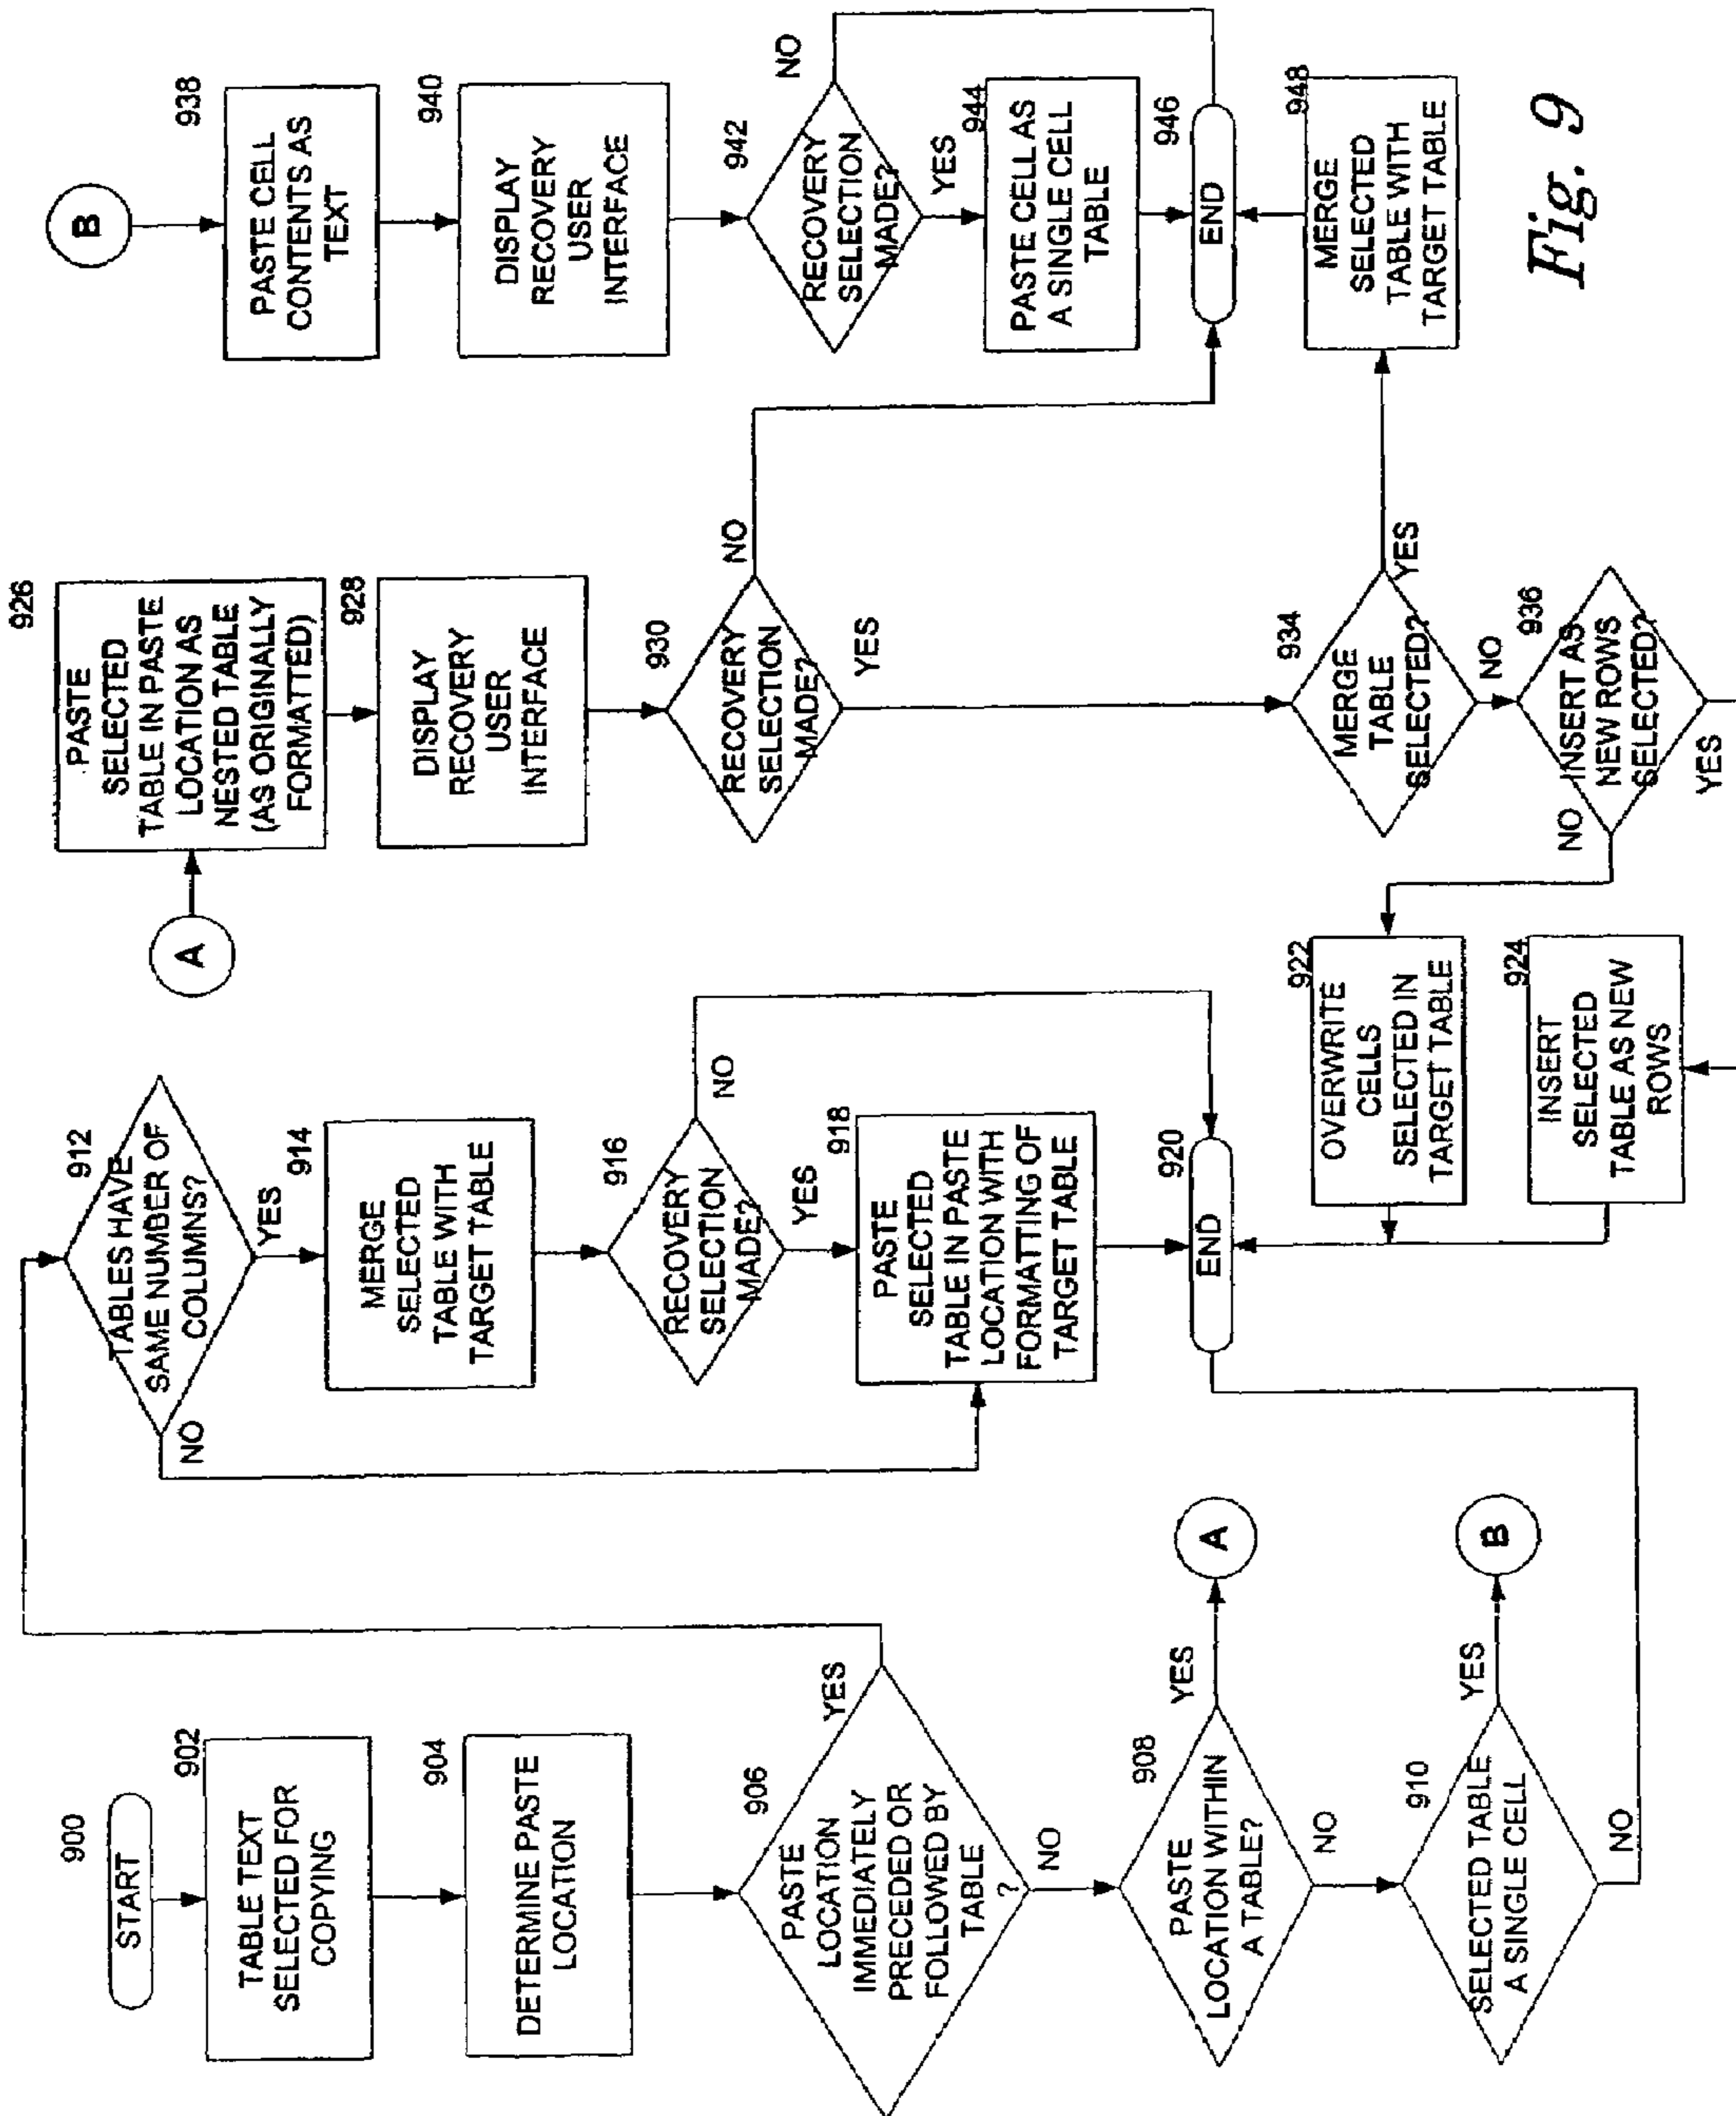 900
START
902
TABLE TEXT
SELECTED FOR
COPYING
904
DETERMINE PASTE
LOCATION
906
PASTE
LOCATION
IMMEDIATELY
PRECEDED OR
FOLLOWED BY
TABLE
?
YES
NO
908
PASTE
LOCATION WITHIN
A TABLE?
YES
A
NO
910
SELECTED TABLE
A SINGLE CELL
YES
B
NO
912
TABLES HAVE
SAME NUMBER OF
COLUMNS?
YES
NO
914
MERGE
SELECTED
TABLE WITH
TARGET TABLE
916
RECOVERY
SELECTION
MADE?
NO
YES
918
PASTE
SELECTED
TABLE IN PASTE
LOCATION WITH
FORMATTING OF
TARGET TABLE
920
END
922
OVERWRITE
CELLS
SELECTED IN
TARGET TABLE
924
INSERT
SELECTED
TABLE AS NEW
ROWS
A
926
PASTE
SELECTED
TABLE IN PASTE
LOCATION AS
NESTED TABLE
(AS ORIGINALLY
FORMATTED)
928
DISPLAY
RECOVERY
USER
INTERFACE
930
RECOVERY
SELECTION
MADE?
NO
YES
934
MERGE
TABLE
SELECTED?
YES
NO
936
INSERT AS
NEW ROWS
SELECTED?
NO
YES
B
938
PASTE CELL
CONTENTS AS
TEXT
940
DISPLAY
RECOVERY
USER
INTERFACE
942
RECOVERY
SELECTION
MADE?
NO
YES
944
PASTE CELL AS
A SINGLE CELL
TABLE
946
END
948
MERGE
SELECTED
TABLE WITH
TARGET TABLE
Fig. 9